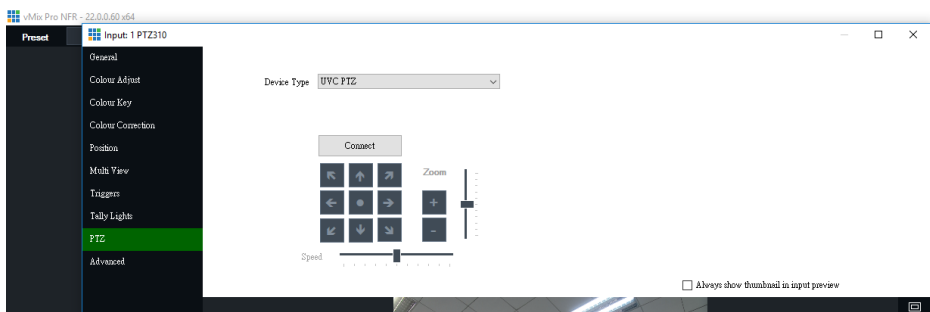 vMix Pro NFR - 22.0.0.60 x64
Preset
Input: 1 PTZ310
General
Colour Adjust
Device Type UVC PTZ
Colour Key
Colour Correction
Position
Connect
Multi View
Zoom
Triggers
+
Tally Lights
-
PTZ
Speed
Advanced
Always show thumbnail in input preview